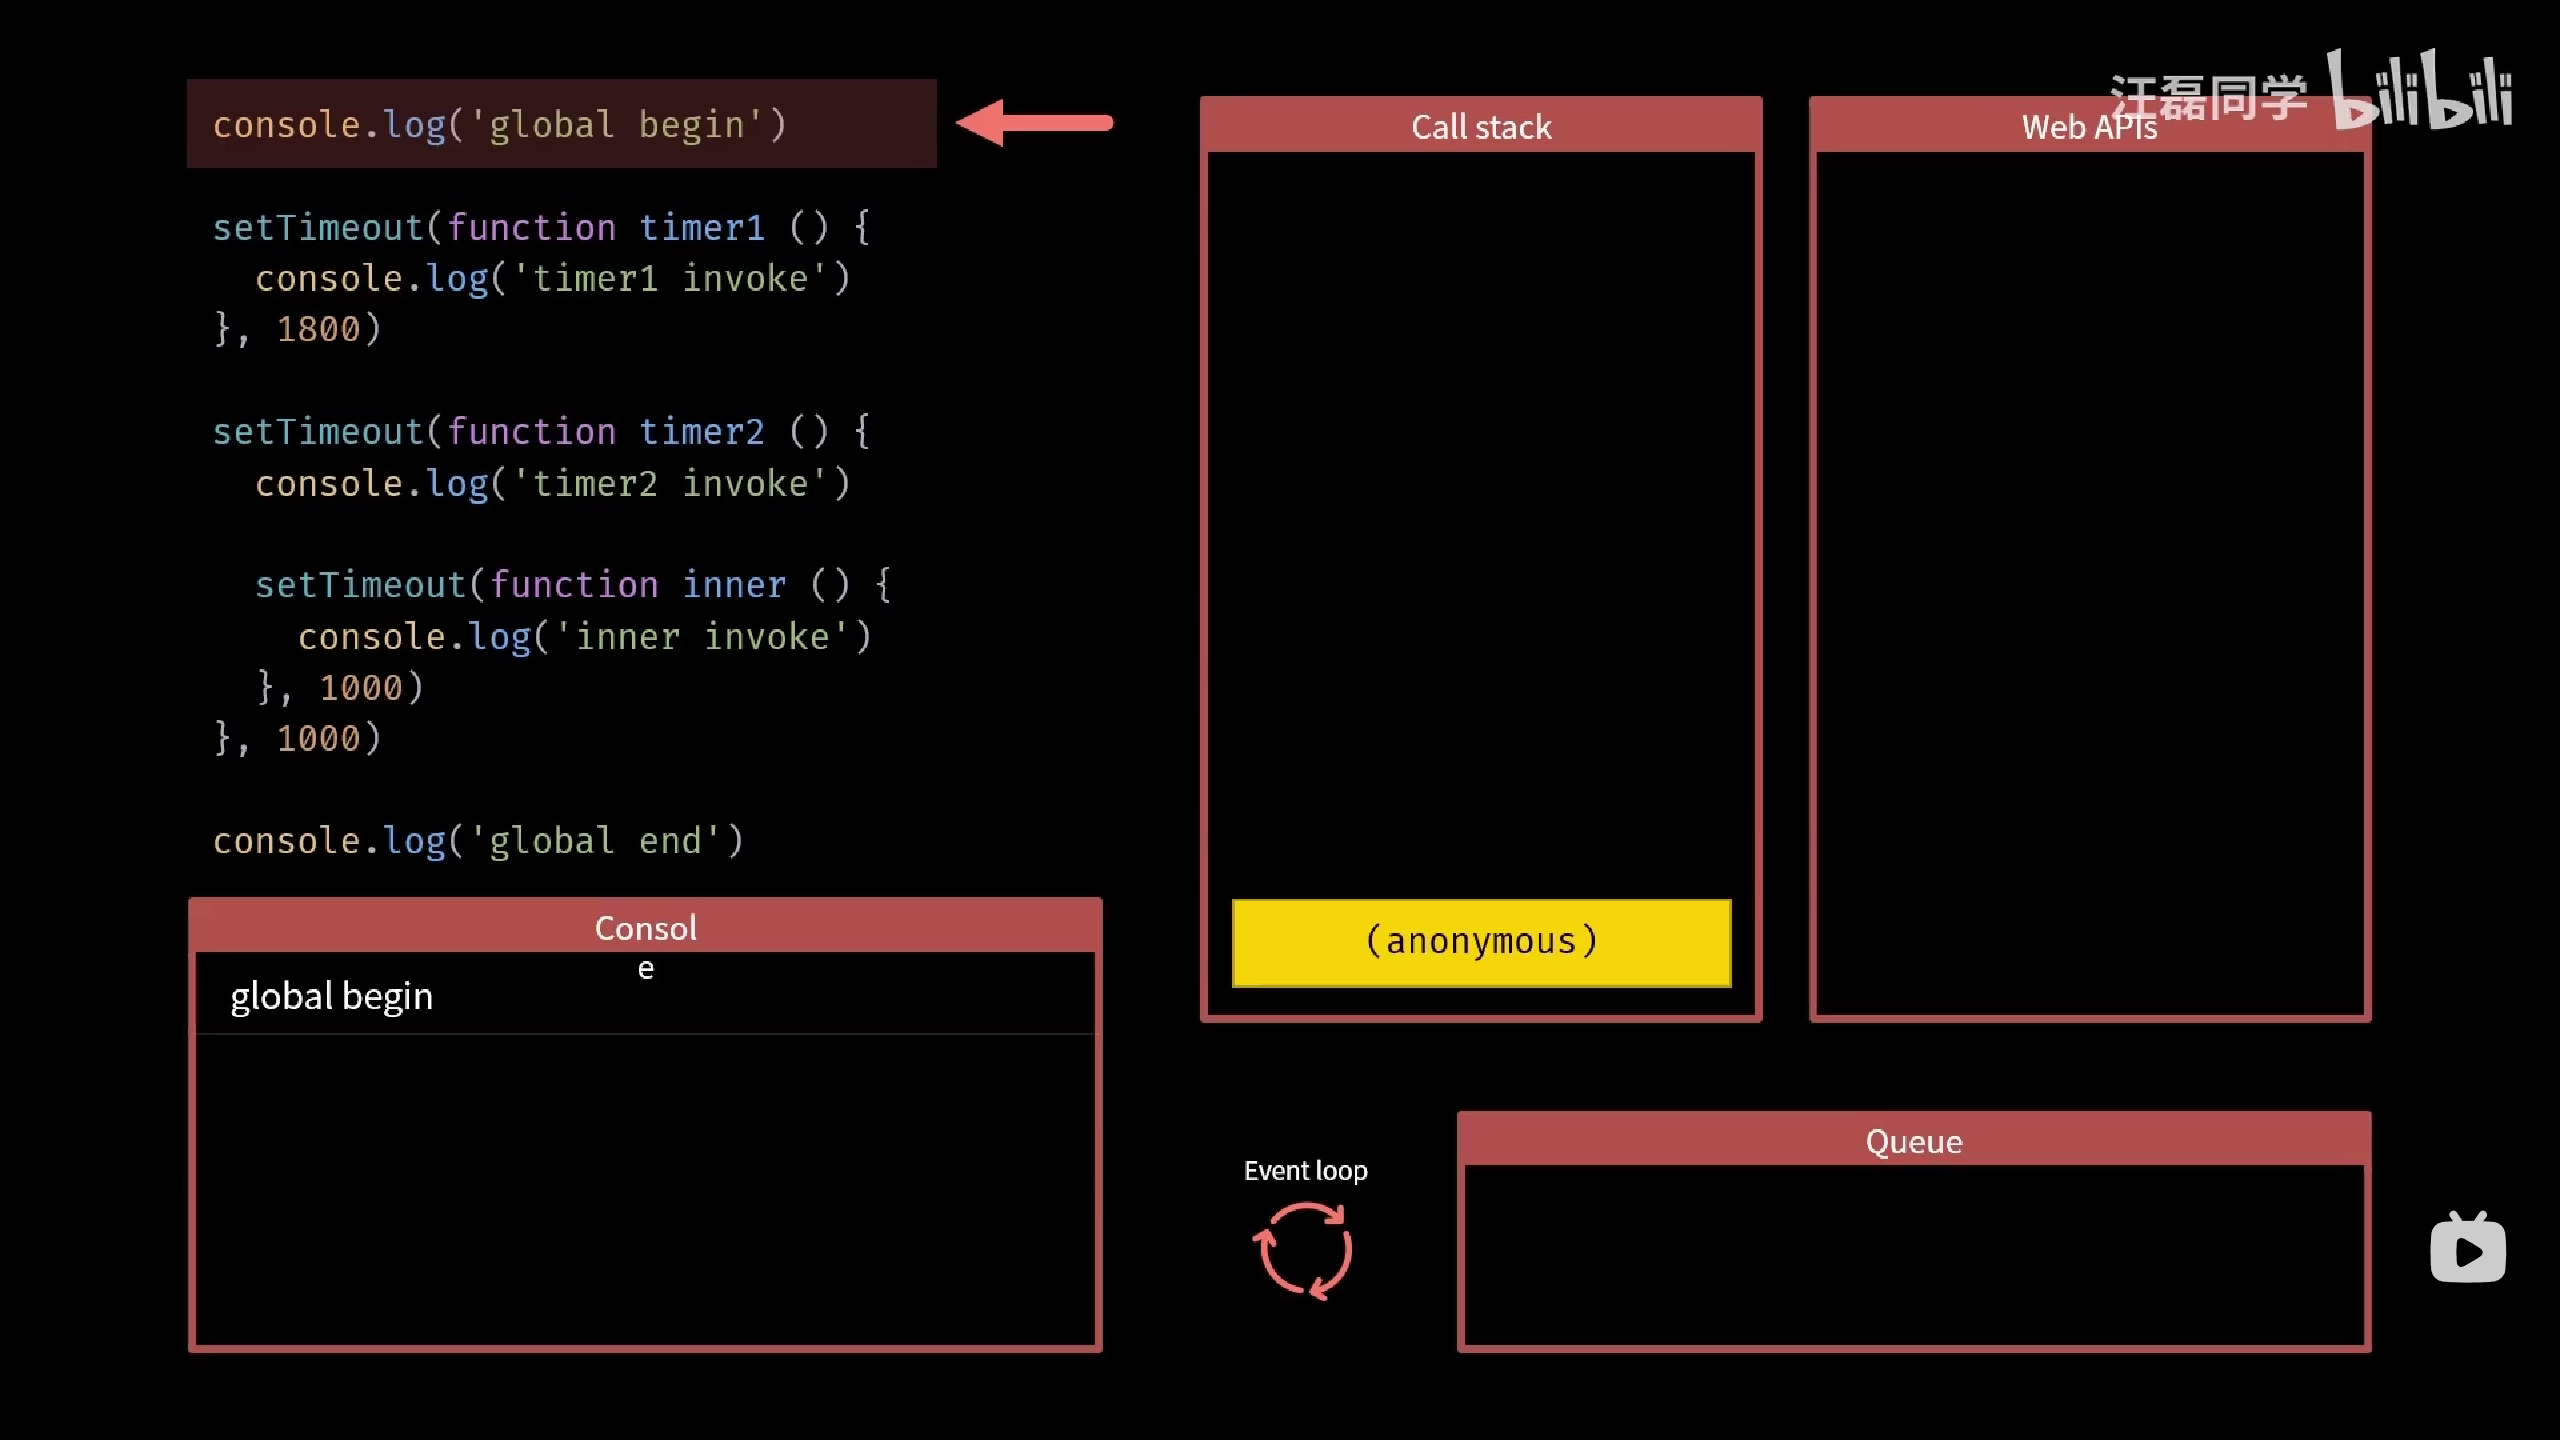 console.log('global begin')
setTimeout(function timer1 () {
  console.log('timer1 invoke')
}, 1800)
setTimeout(function timer2 () {
  console.log('timer2 invoke')
  setTimeout(function inner () {
    console.log('inner invoke')
  }, 1000)
}, 1000)
console.log('global end')
Consol
e
global begin
Call stack
(anonymous)
汪磊同学 bilibili
Web APIs
Event loop
Queue